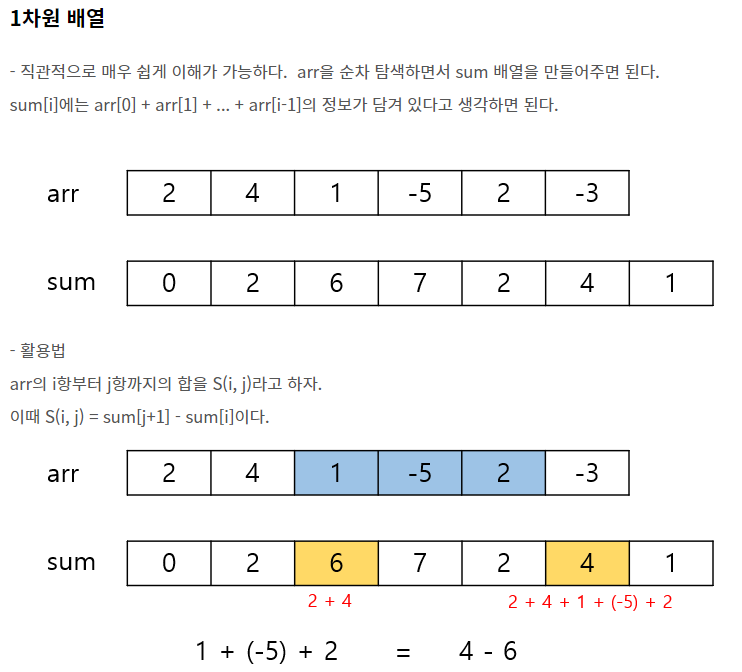 1차원 배열
- 직관적으로 매우 쉽게 이해가 가능하다. arr을 순차 탐색하면서 sum 배열을 만들어주면 된다.
sum[i]에는 arr[0] + arr[1] + ... + arr[i-1]의 정보가 담겨 있다고 생각하면 된다.
arr 2 4 1 -5 2 -3
sum 0 2 6 7 2 4 1
- 활용법
arr의 i항부터 j항까지의 합을 S(i, j)라고 하자.
이때 S(i, j) = sum[j+1] - sum[i]이다.
arr 2 4 1 -5 2 -3
sum 0 2 6 7 2 4 1
2 + 4 2 + 4 + 1 + (-5) + 2
1 + (-5) + 2 = 4 - 6